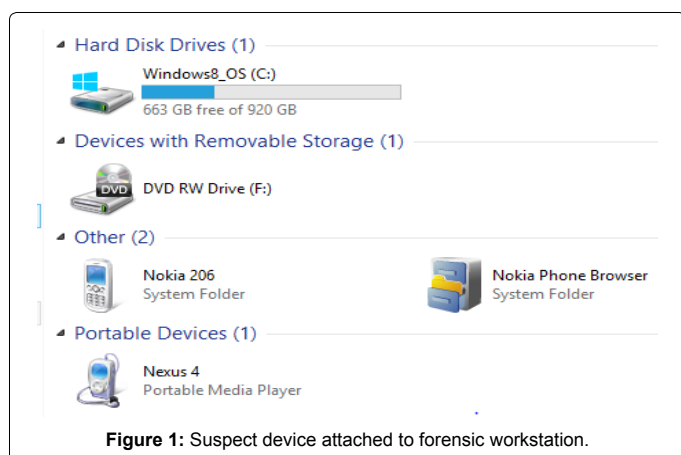 Hard Disk Drives (1)
Windows8_OS (C:)
663 GB free of 920 GB
Devices with Removable Storage (1)
DVD
DVD RW Drive (F:)
Other (2)
Nokia 206
System Folder
Nokia Phone Browser
System Folder
Portable Devices (1)
Nexus 4
Portable Media Player
Figure 1: Suspect device attached to forensic workstation.